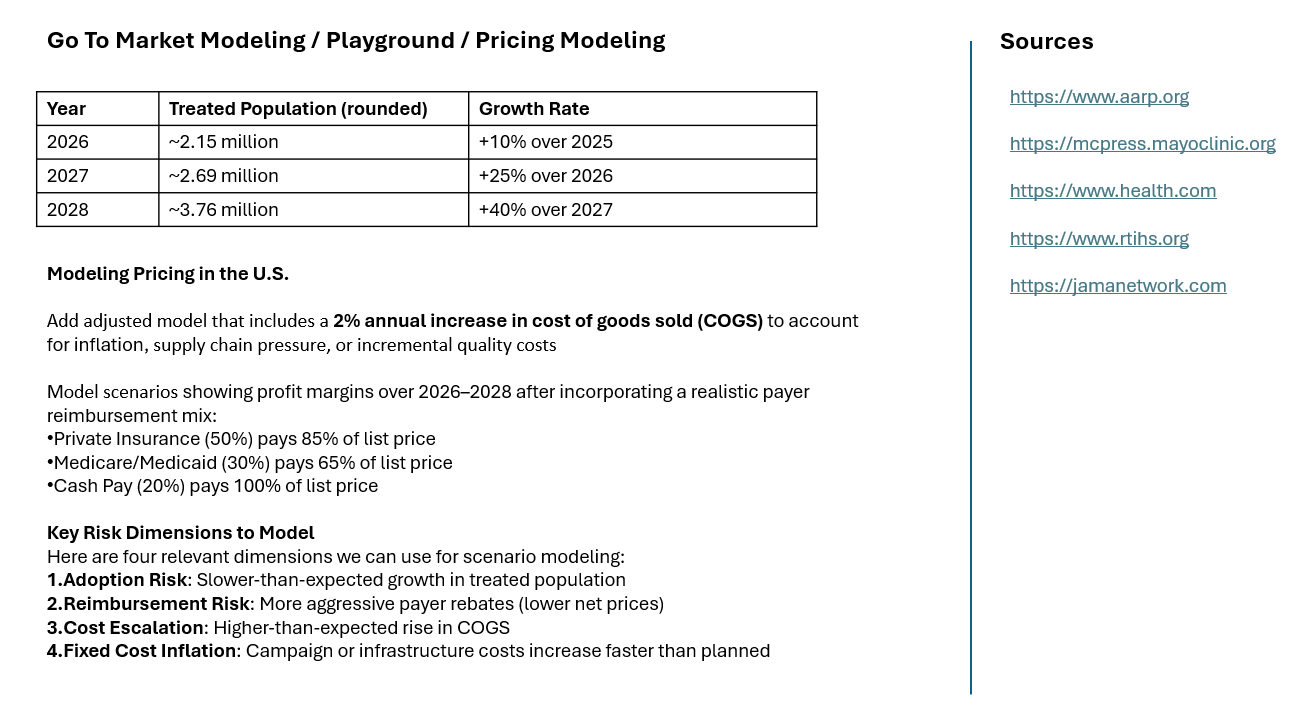 Go To Market Modeling / Playground / Pricing Modeling
Year Treated Population (rounded) Growth Rate
2026 ~2.15 million +10% over 2025
2027 ~2.69 million +25% over 2026
2028 ~3.76 million +40% over 2027
Modeling Pricing in the U.S.
Add adjusted model that includes a 2% annual increase in cost of goods sold (COGS) to account
for inflation, supply chain pressure, or incremental quality costs
Model scenarios showing profit margins over 2026–2028 after incorporating a realistic payer
reimbursement mix:
•Private Insurance (50%) pays 85% of list price
•Medicare/Medicaid (30%) pays 65% of list price
•Cash Pay (20%) pays 100% of list price
Key Risk Dimensions to Model
Here are four relevant dimensions we can use for scenario modeling:
1.Adoption Risk: Slower-than-expected growth in treated population
2.Reimbursement Risk: More aggressive payer rebates (lower net prices)
3.Cost Escalation: Higher-than-expected rise in COGS
4.Fixed Cost Inflation: Campaign or infrastructure costs increase faster than planned
Sources
https://www.aarp.org
https://mcpress.mayoclinic.org
https://www.health.com
https://www.rtihs.org
https://jamanetwork.com